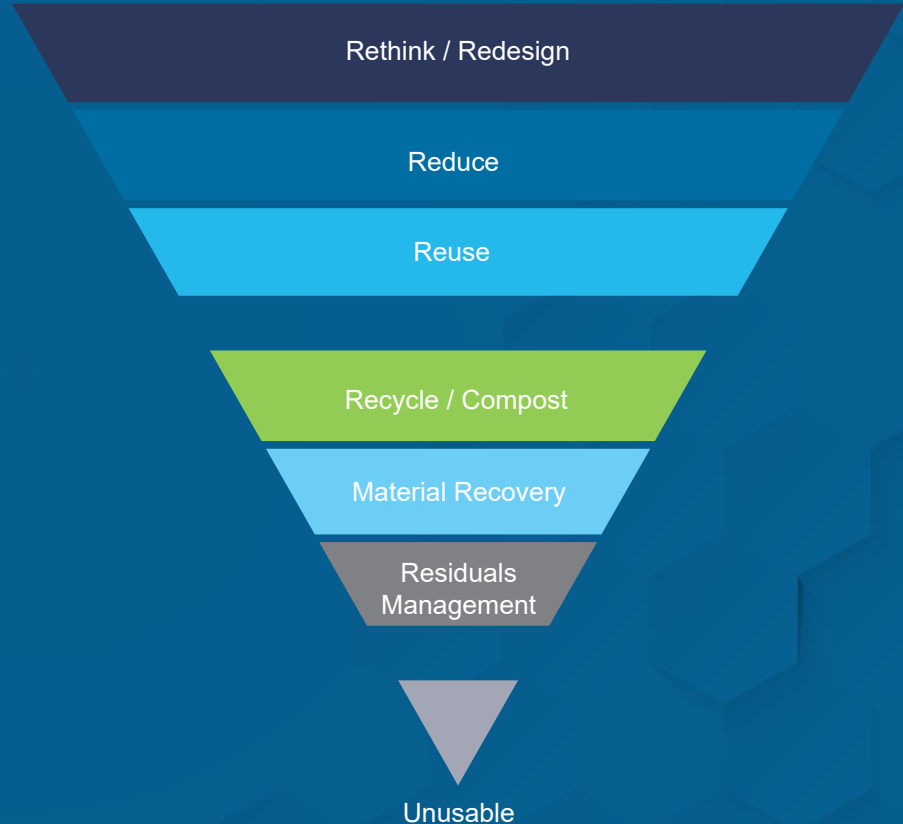 Rethink / Redesign
Reduce
Reuse
Recycle / Compost
Material Recovery
Residuals
Management
Unusable